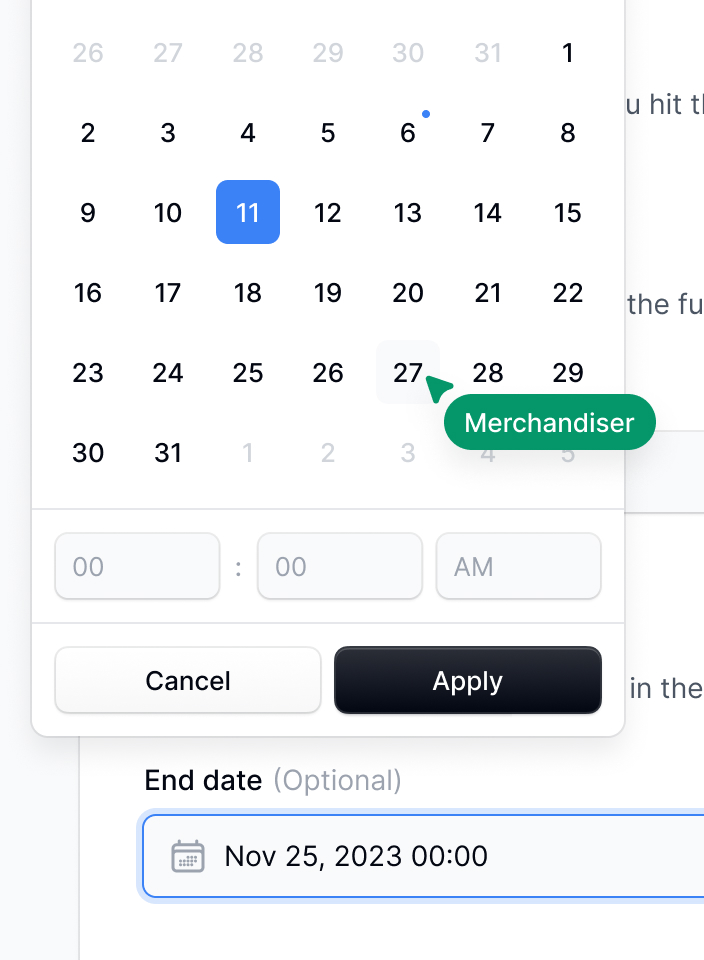 26 27 28 29 30 31 1
u hit t
2 3 4 5 6 7 8
9 10 11 12 13 14 15
16 17 18 19 20 21 22
the fu
23 24 25 26 27 28 29
Merchandiser
30 31 1 2 3 4 5
00 : 00 AM
Cancel Apply
in the
End date (Optional)
Nov 25, 2023 00:00